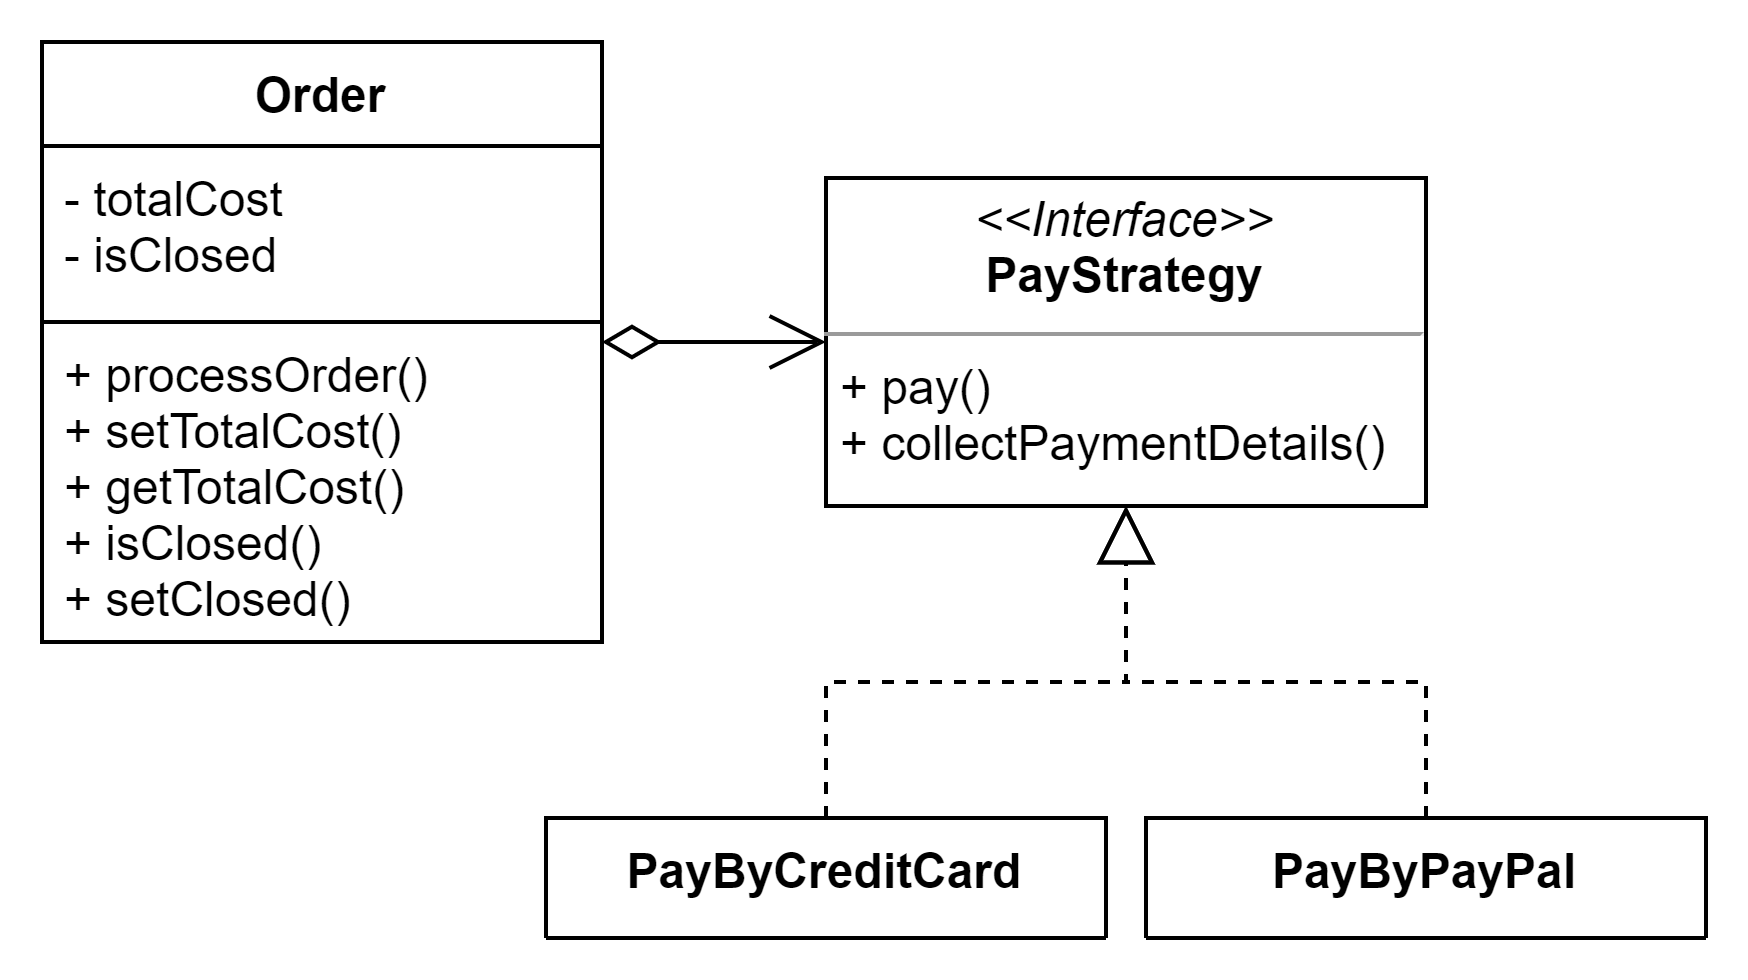 Order
- totalCost
- isClosed
+ processOrder()
+ setTotalCost()
+ getTotalCost()
+ isClosed()
+ setClosed()
<<Interface>>
PayStrategy
+ pay()
+ collectPaymentDetails()
PayByCreditCard
PayByPayPal